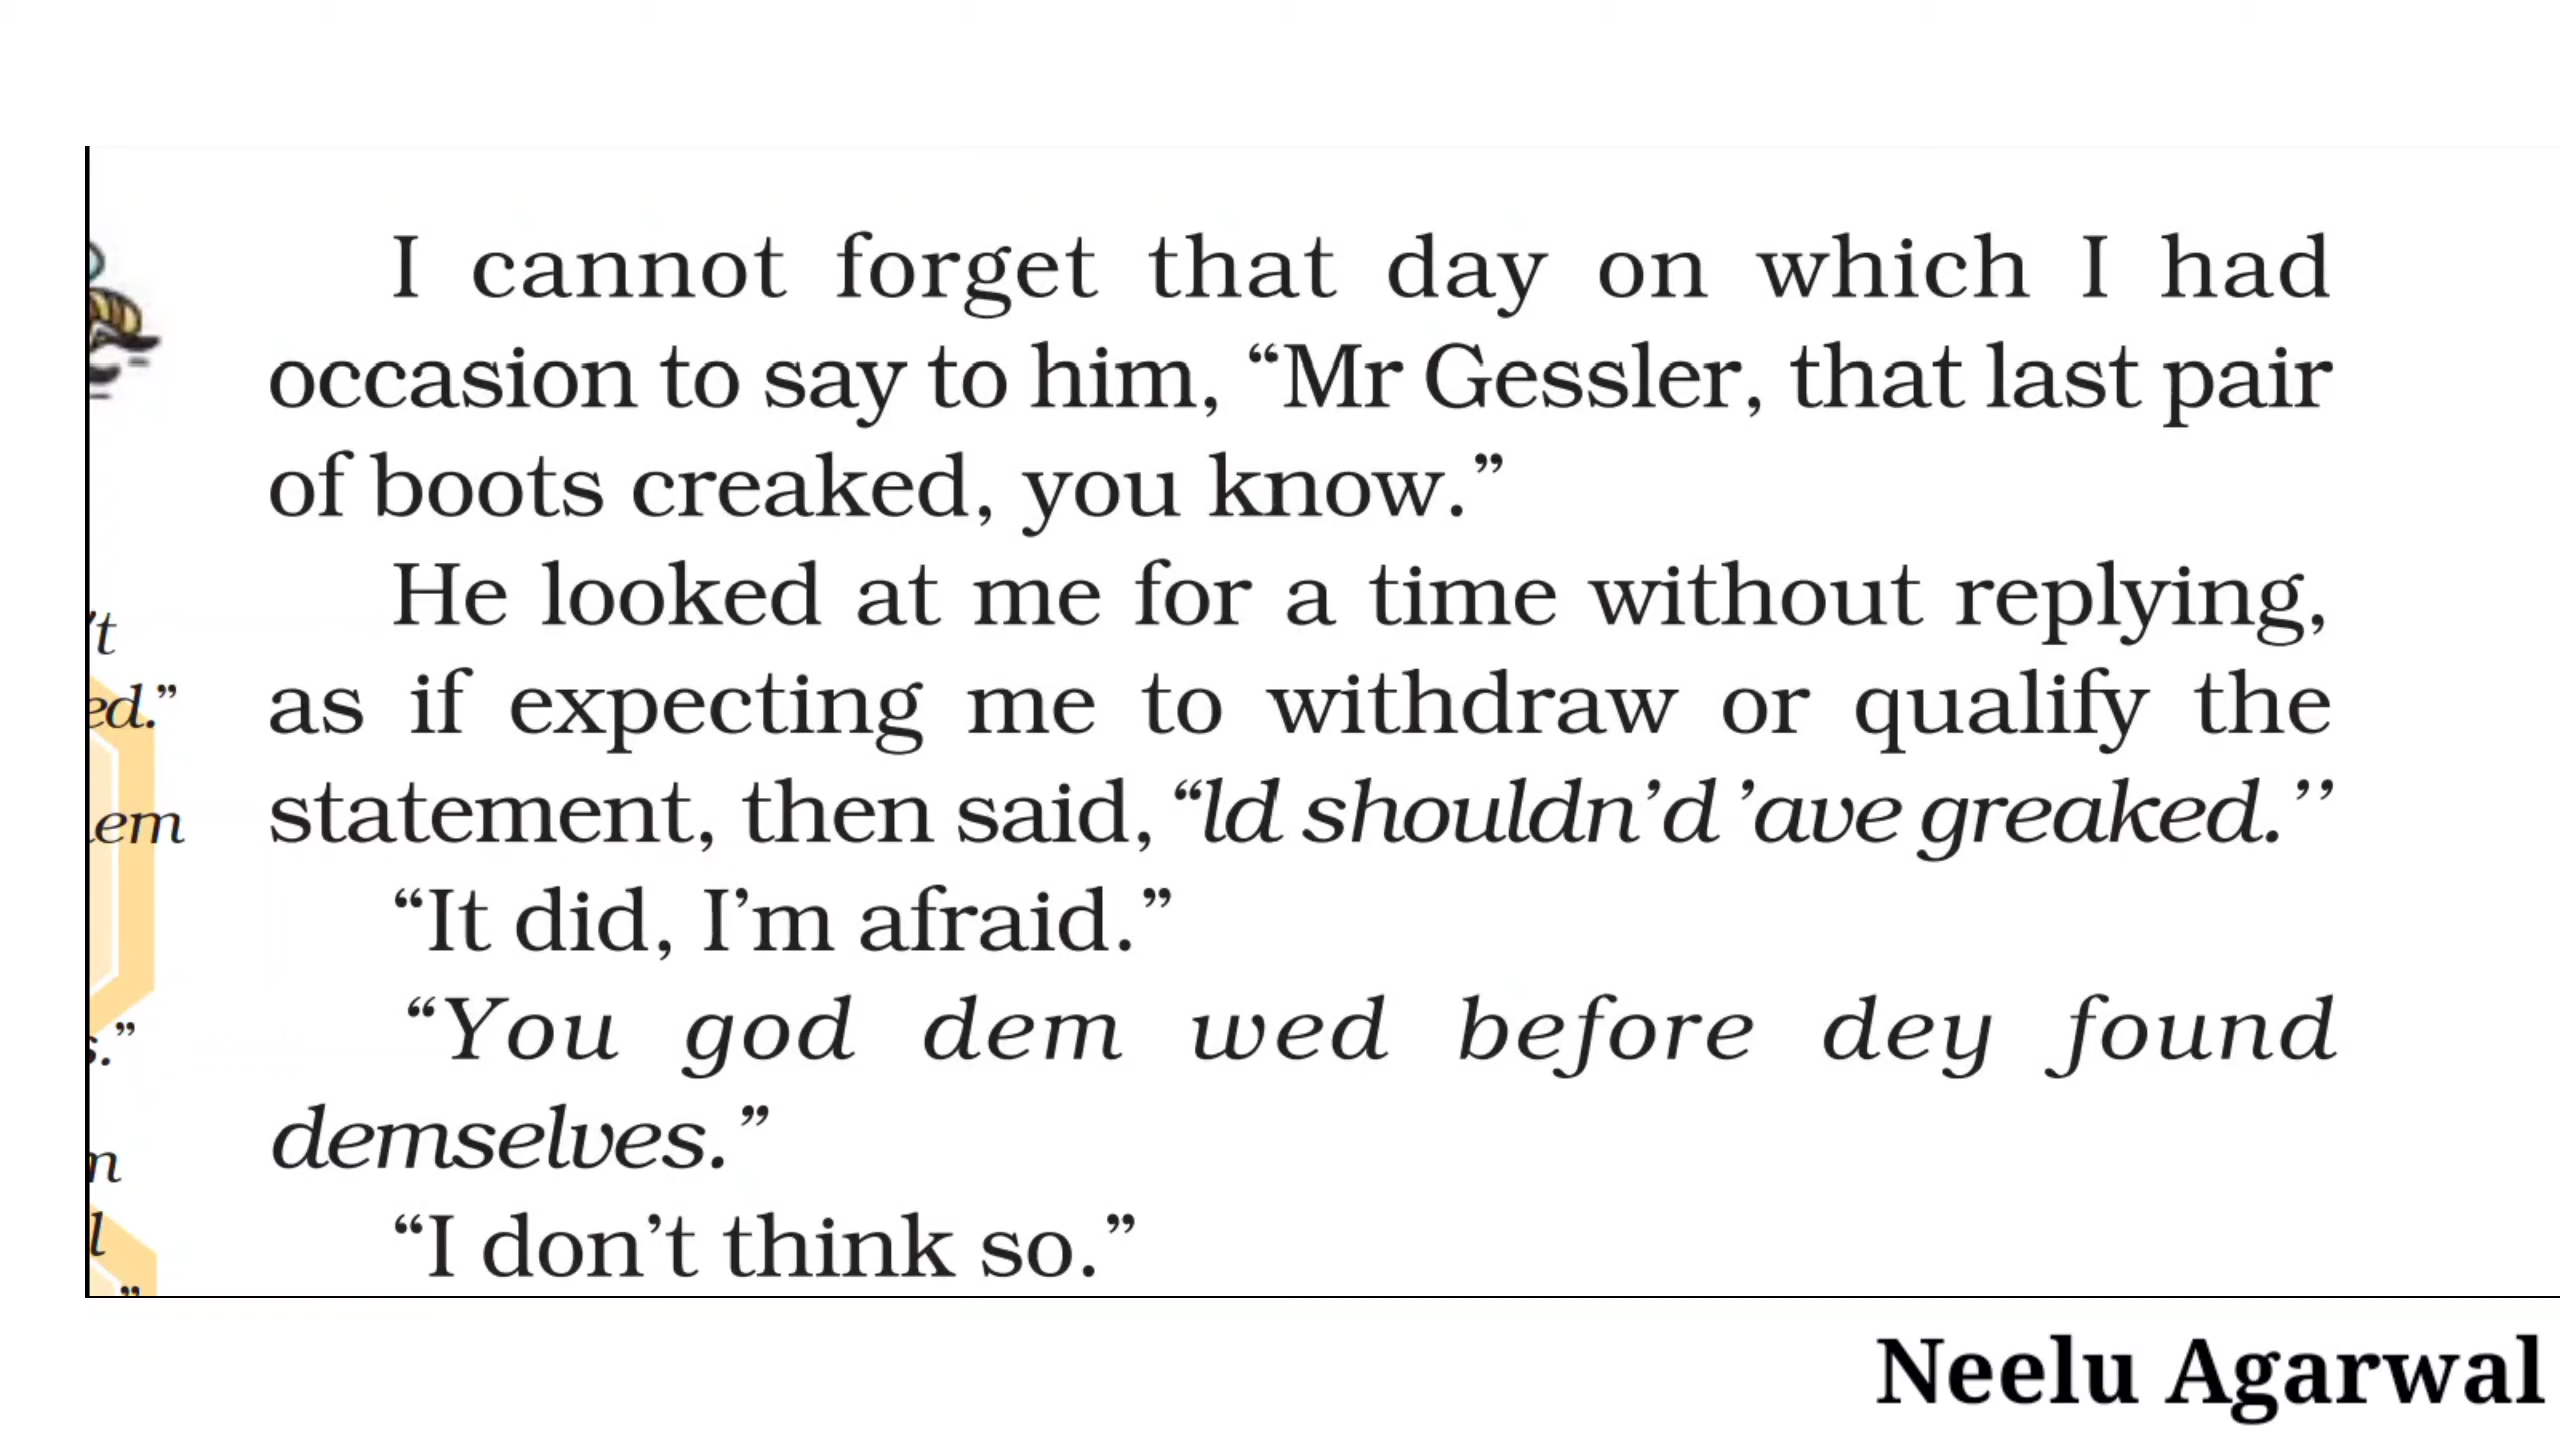 I cannot forget that day on which I had
occasion to say to him, “Mr Gessler, that last pair
of boots creaked, you know.”
He looked at me for a time without replying,
as if expecting me to withdraw or qualify the
statement, then said, “ld shouldn’d ’ave greaked.’’
“It did, I’m afraid.”
“You god dem wed before dey found
demselves.”
“I don’t think so.”
’t
ed.”
em
s.”
n
l
”
Neelu Agarwal